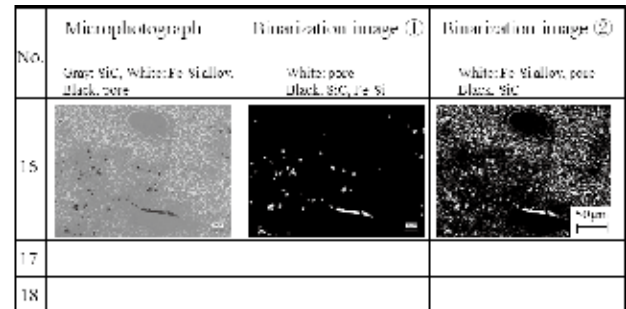 No.
Microphotograph
Gray: SiC, White: Fe-Si alloy,
Black: pore
Binarization image ①
White: pore
Black: SiC, Fe-Si
Binarization image ②
White: Fe-Si alloy, pore
Black: SiC
16
50μm
17
18